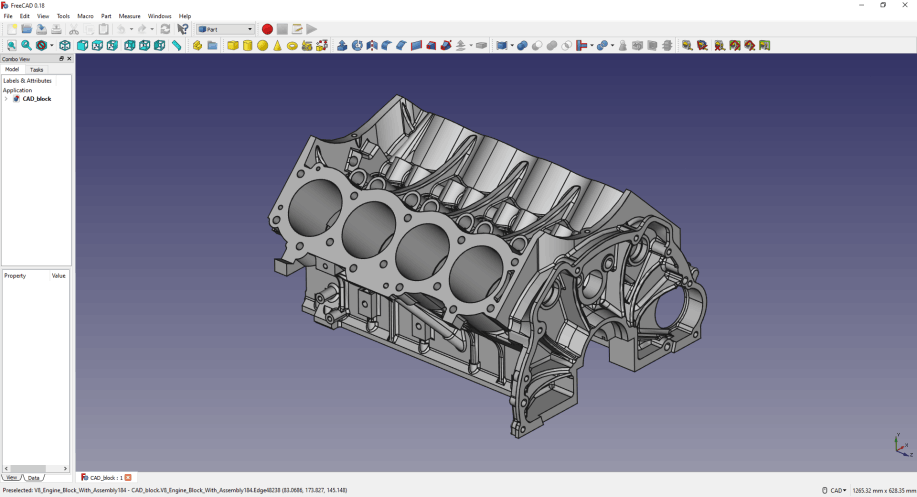 FreeCAD 0.18
File Edit View Tools Macro Part Measure Windows Help
Part
Combo View
Model Tasks
Labels & Attributes
Application
CAD_block
Property Value
View Data
CAD_block : 1
Y
X
Z
Preselected: V8_Engine_Block_With_Assembly184 - CAD_block.V8_Engine_Block_With_Assembly184.Edge48238 (83.0686, 173.827, 145.148)
CAD 1265.32 mm x 628.35 mm